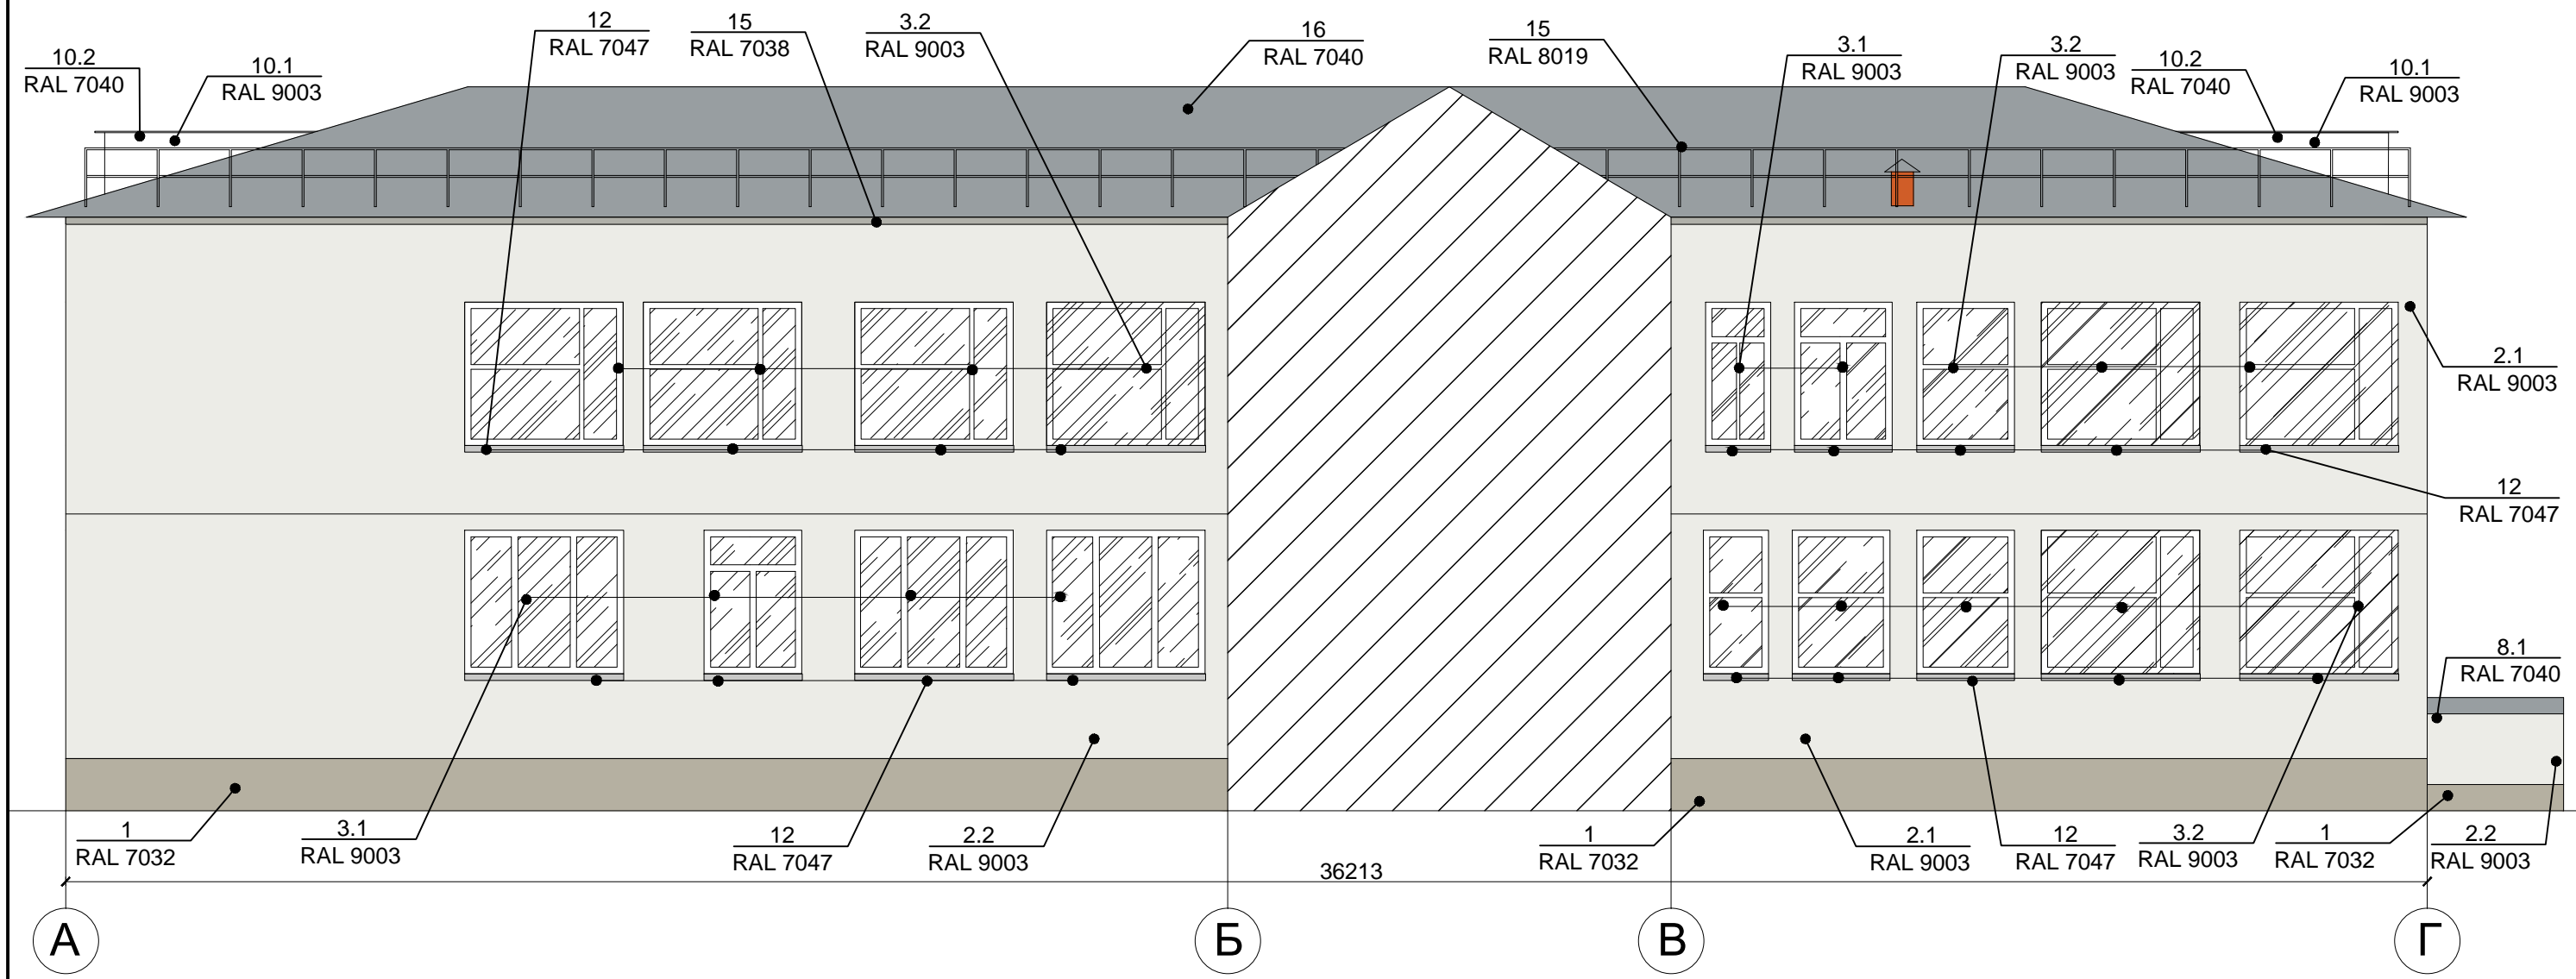 12
RAL 7047
15
RAL 7038
3.2
RAL 9003
16
RAL 7040
15
RAL 8019
3.1
RAL 9003
3.2
RAL 9003
10.2
RAL 7040
10.1
RAL 9003
10.2
RAL 7040
10.1
RAL 9003
2.1
RAL 9003
12
RAL 7047
8.1
RAL 7040
1
RAL 7032
3.1
RAL 9003
12
RAL 7047
2.2
RAL 9003
1
RAL 7032
2.1
RAL 9003
12
RAL 7047
3.2
RAL 9003
1
RAL 7032
2.2
RAL 9003
36213
А
Б
В
Г